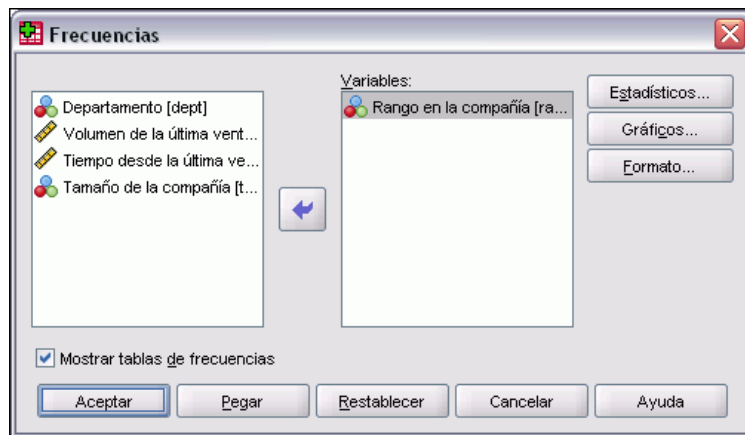 Frecuencias
Departamento [dept]
Volumen de la última vent...
Tiempo desde la última ve...
Tamaño de la compañía [t...
Variables:
Rango en la compañía [ra...
Estadísticos...
Gráficos...
Formato...
Mostrar tablas de frecuencias
Aceptar
Pegar
Restablecer
Cancelar
Ayuda